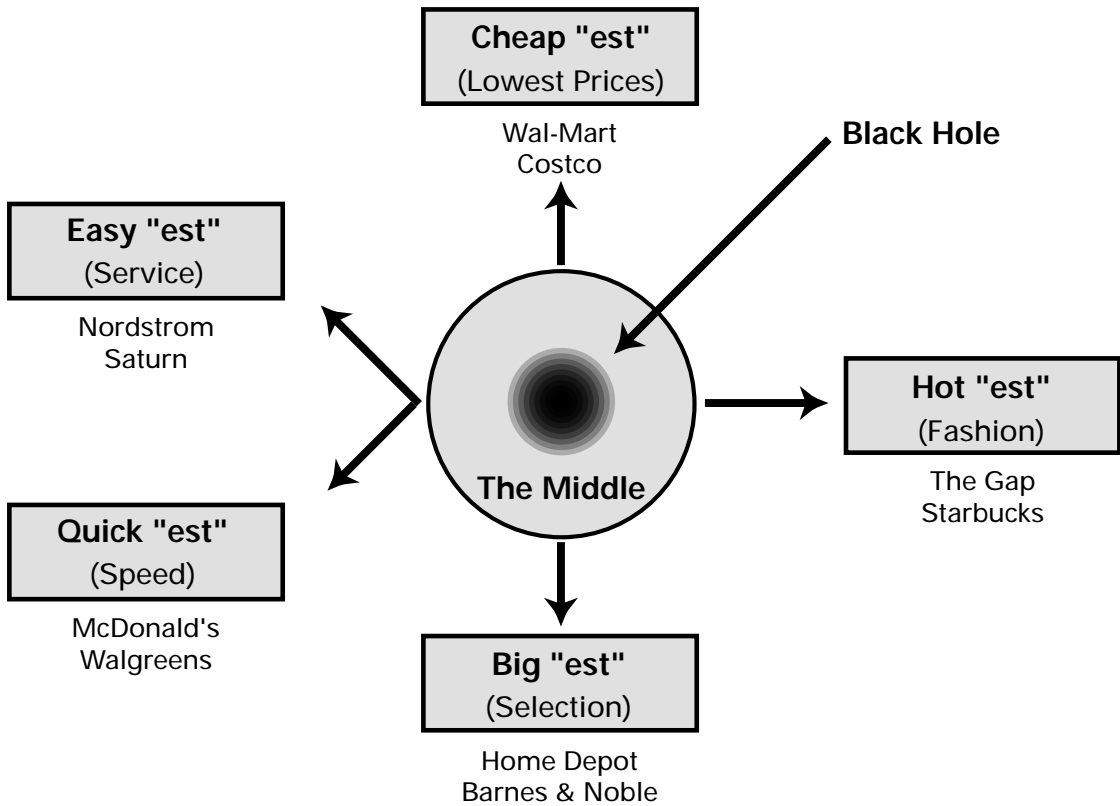 Cheap "est"
(Lowest Prices)
Wal-Mart
Costco
Black Hole
Easy "est"
(Service)
Nordstrom
Saturn
Hot "est"
(Fashion)
The Gap
Starbucks
The Middle
Quick "est"
(Speed)
McDonald's
Walgreens
Big "est"
(Selection)
Home Depot
Barnes & Noble